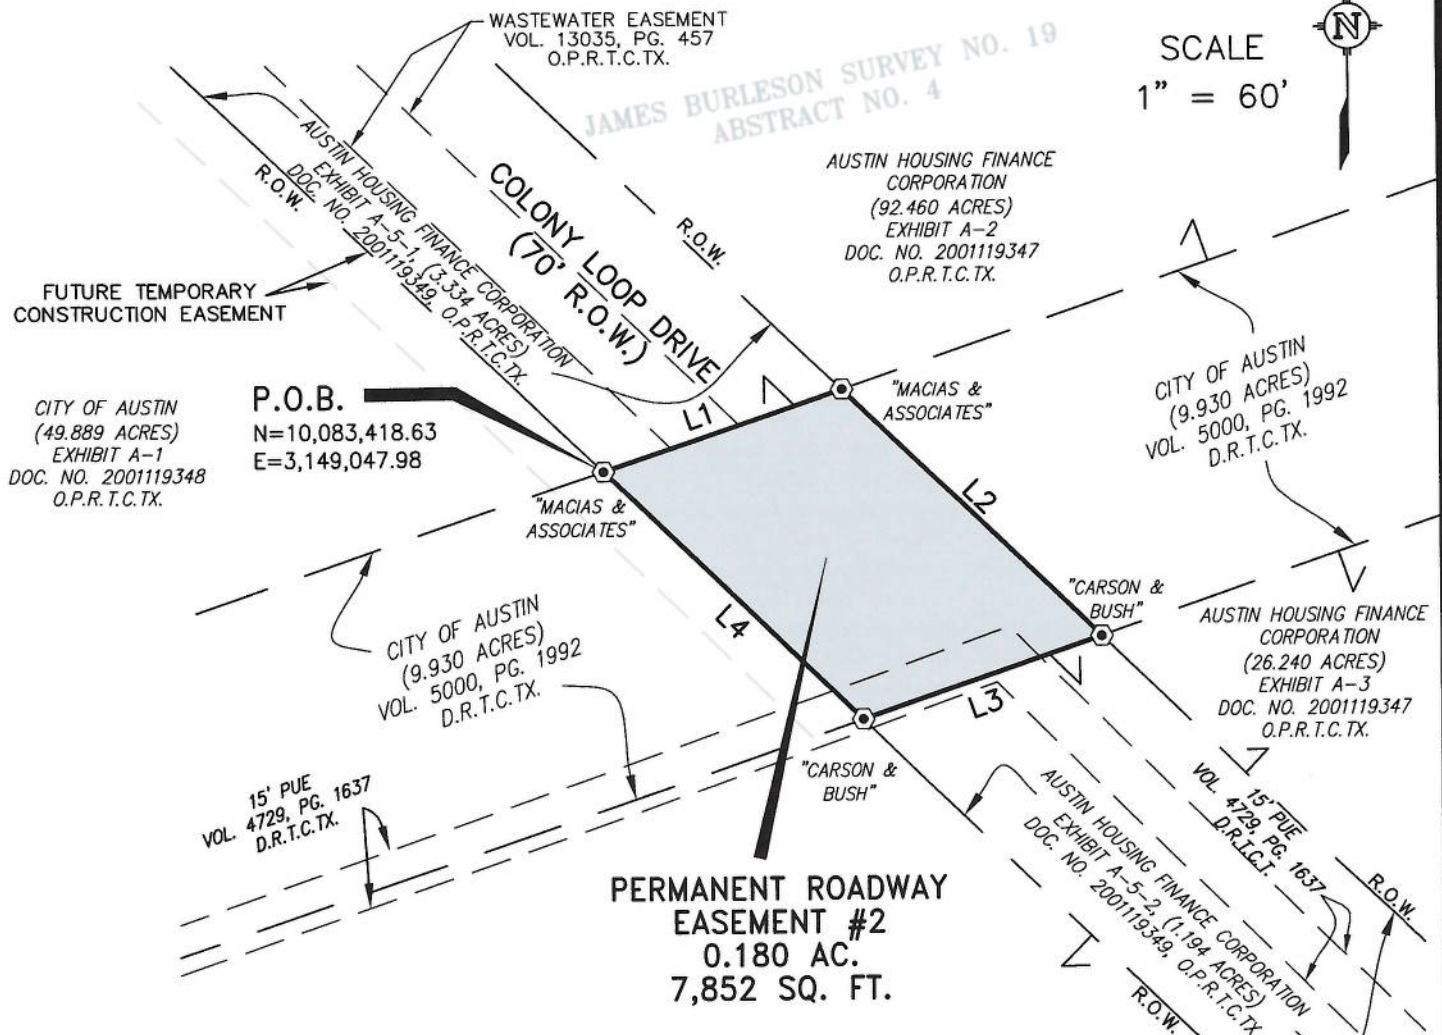 WASTEWATER EASEMENT
VOL. 13035, PG. 457
O.P.R.T.C.TX.
JAMES BURLESON SURVEY NO. 19
ABSTRACT NO. 4
SCALE
1" = 60'
N
AUSTIN HOUSING FINANCE CORPORATION
EXHIBIT A-5-1, (3.334 ACRES)
DOC. NO. 2001119349, O.P.R.T.C.TX.
R.O.W.
COLONY LOOP DRIVE
(70' R.O.W.)
R.O.W.
AUSTIN HOUSING FINANCE
CORPORATION
(92.460 ACRES)
EXHIBIT A-2
DOC. NO. 2001119347
O.P.R.T.C.TX.
FUTURE TEMPORARY
CONSTRUCTION EASEMENT
CITY OF AUSTIN
(49.889 ACRES)
EXHIBIT A-1
DOC. NO. 2001119348
O.P.R.T.C.TX.
P.O.B.
N=10,083,418.63
E=3,149,047.98
L1
"MACIAS &
ASSOCIATES"
CITY OF AUSTIN
(9.930 ACRES)
VOL. 5000, PG. 1992
D.R.T.C.TX.
"MACIAS &
ASSOCIATES"
L2
L4
CITY OF AUSTIN
(9.930 ACRES)
VOL. 5000, PG. 1992
D.R.T.C.TX.
"CARSON &
BUSH"
AUSTIN HOUSING FINANCE
CORPORATION
(26.240 ACRES)
EXHIBIT A-3
DOC. NO. 2001119347
O.P.R.T.C.TX.
L3
"CARSON &
BUSH"
15' PUE
VOL. 4729, PG. 1637
D.R.T.C.TX.
15' PUE
VOL. 4729, PG. 1637
D.R.T.C.T.
PERMANENT ROADWAY
EASEMENT #2
0.180 AC.
7,852 SQ. FT.
AUSTIN HOUSING FINANCE CORPORATION
EXHIBIT A-5-2, (1.194 ACRES)
DOC. NO. 2001119349, O.P.R.T.C.TX.
R.O.W.
R.O.W.